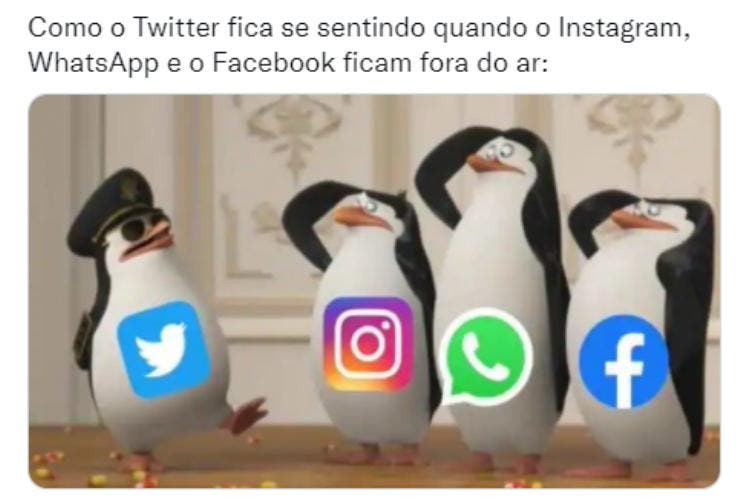 Como o Twitter fica se sentindo quando o Instagram,
WhatsApp e o Facebook ficam fora do ar: